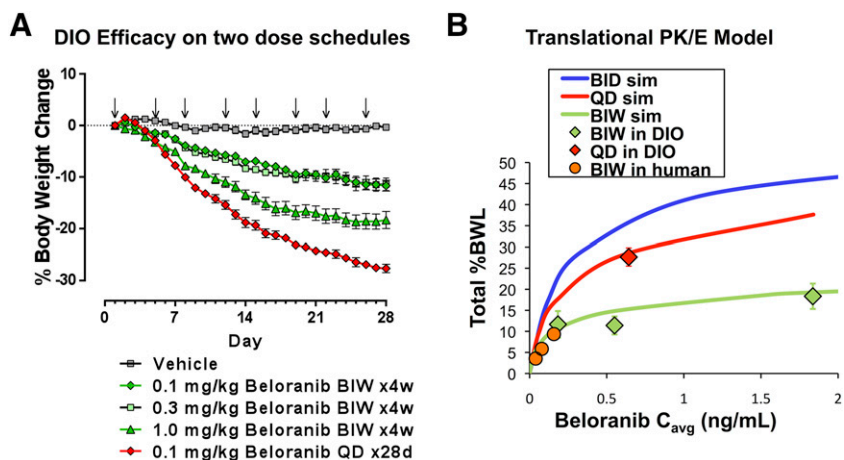 A
DIO Efficacy on two dose schedules
10
0
-10
-20
-30
% Body Weight Change
0 7 14 21 28
Day
Vehicle
0.1 mg/kg Beloranib BIW x4w
0.3 mg/kg Beloranib BIW x4w
1.0 mg/kg Beloranib BIW x4w
0.1 mg/kg Beloranib QD x28d
B
Translational PK/E Model
BID sim
QD sim
BIW sim
BIW in DIO
QD in DIO
BIW in human
50
45
40
35
30
25
20
15
10
5
0
Total %BWL
0 0.5 1 1.5 2
Beloranib Cavg (ng/mL)